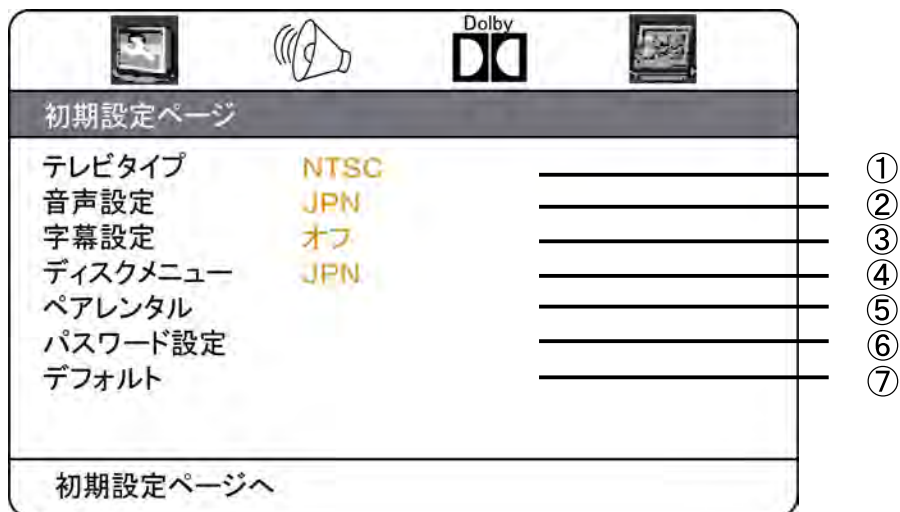 Dolby
初期設定ページ
テレビタイプ NTSC ①
音声設定 JPN ②
字幕設定 オフ ③
ディスクメニュー JPN ④
ペアレンタル ⑤
パスワード設定 ⑥
デフォルト ⑦
初期設定ページへ